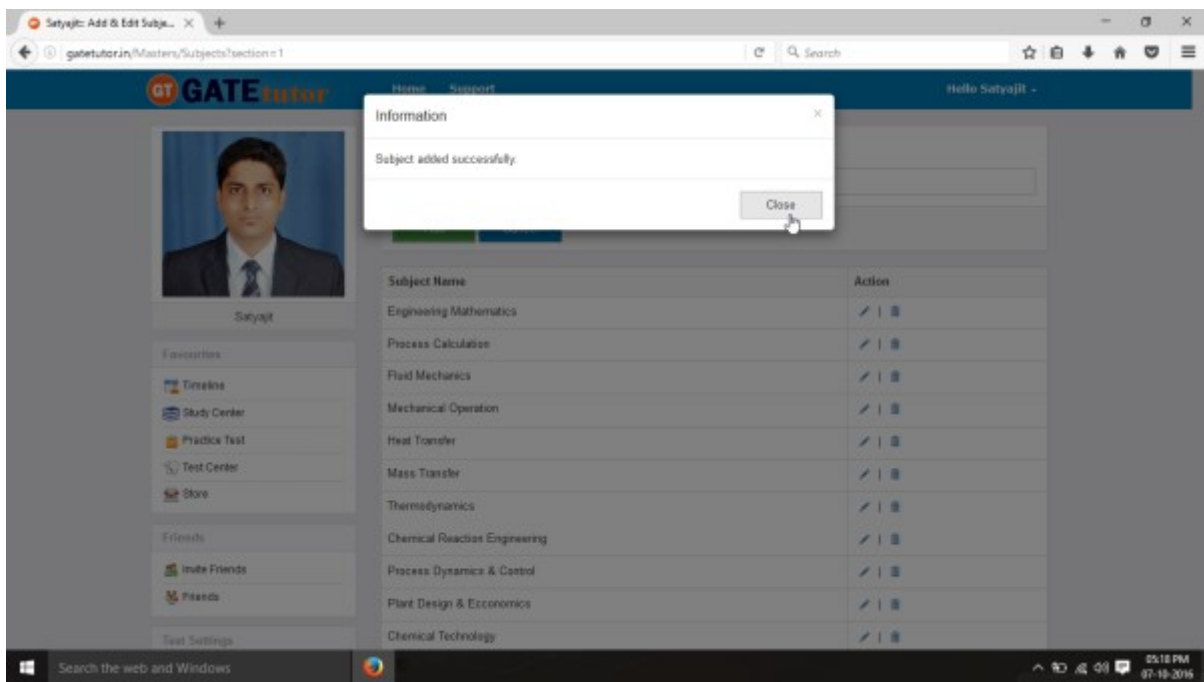 Satyajit: Add & Edit Subje...
gatetutor.in/Masters/Subjects?section=1
Search
GT GATEtutor
Home Support
Hello Satyajit
Information
Subject added successfully.
Close
Satyajit
Subject Name Action
Engineering Mathematics
Process Calculation
Fluid Mechanics
Mechanical Operation
Heat Transfer
Mass Transfer
Thermodynamics
Chemical Reaction Engineering
Process Dynamics & Control
Plant Design & Ecconomics
Chemical Technology
Favourites
Timeline
Study Center
Practice Test
Test Center
Store
Friends
Invite Friends
Friends
Test Settings
Search the web and Windows
05:18 PM
07-10-2016